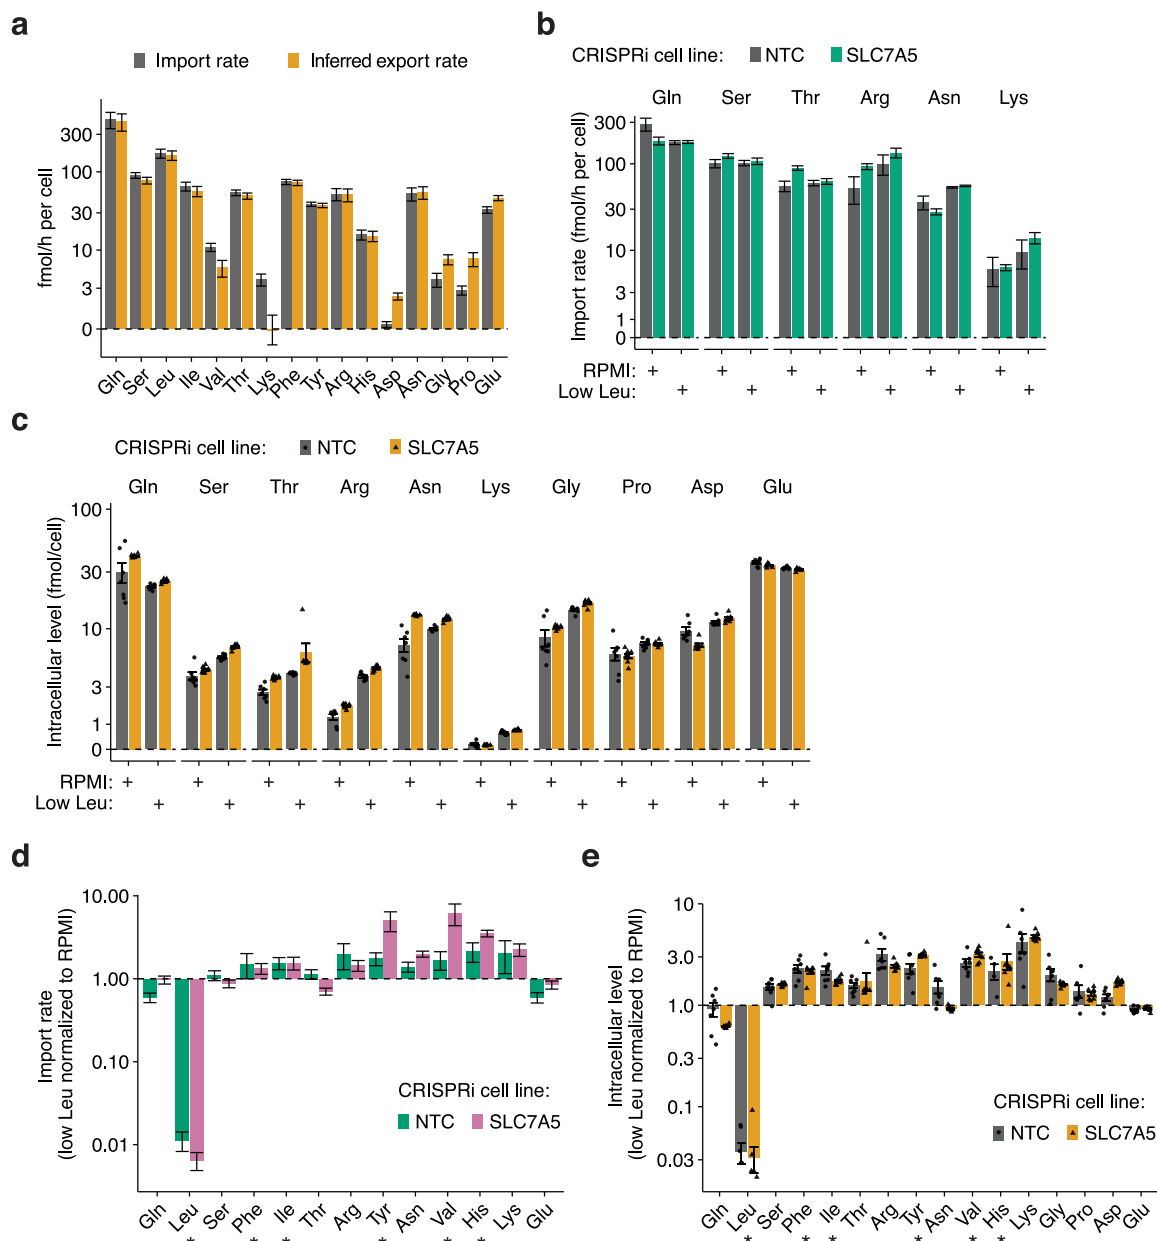 a
Import rate Inferred export rate
fmol/h per cell
300
100
30
10
3
0
Gln Ser Leu Ile Val Thr Lys Phe Tyr Arg His Asp Asn Gly Pro Glu
b
CRISPRi cell line: NTC SLC7A5
Gln Ser Thr Arg Asn Lys
Import rate (fmol/h per cell)
300
100
30
10
3
1
0
RPMI: + + + + + +
Low Leu: + + + + + +
c
CRISPRi cell line: NTC SLC7A5
Gln Ser Thr Arg Asn Lys Gly Pro Asp Glu
Intracellular level (fmol/cell)
100
30
10
3
1
0
RPMI: + + + + + + + + + +
Low Leu: + + + + + + + + + +
d
Import rate
(low Leu normalized to RPMI)
10.00
1.00
0.10
0.01
CRISPRi cell line:
NTC SLC7A5
Gln Leu Ser Phe Ile Thr Arg Tyr Asn Val His Lys Glu
* * * * *
e
Intracellular level
(low Leu normalized to RPMI)
10
3.0
1.0
0.3
0.1
0.03
CRISPRi cell line:
NTC SLC7A5
Gln Leu Ser Phe Ile Thr Arg Tyr Asn Val His Lys Gly Pro Asp Glu
* * * * * *